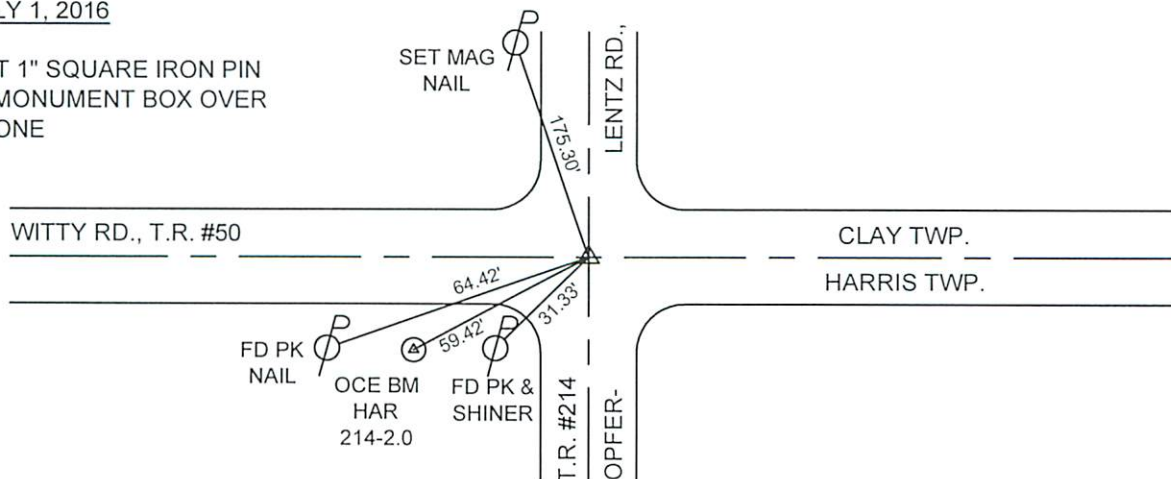 LY 1, 2016
T 1" SQUARE IRON PIN
MONUMENT BOX OVER
ONE
SET MAG
NAIL
LENTZ RD.,
175.30'
WITTY RD., T.R. #50
CLAY TWP.
HARRIS TWP.
64.42'
59.42'
31.33'
FD PK
NAIL
OCE BM
HAR
214-2.0
FD PK &
SHINER
T.R. #214
OPFER-